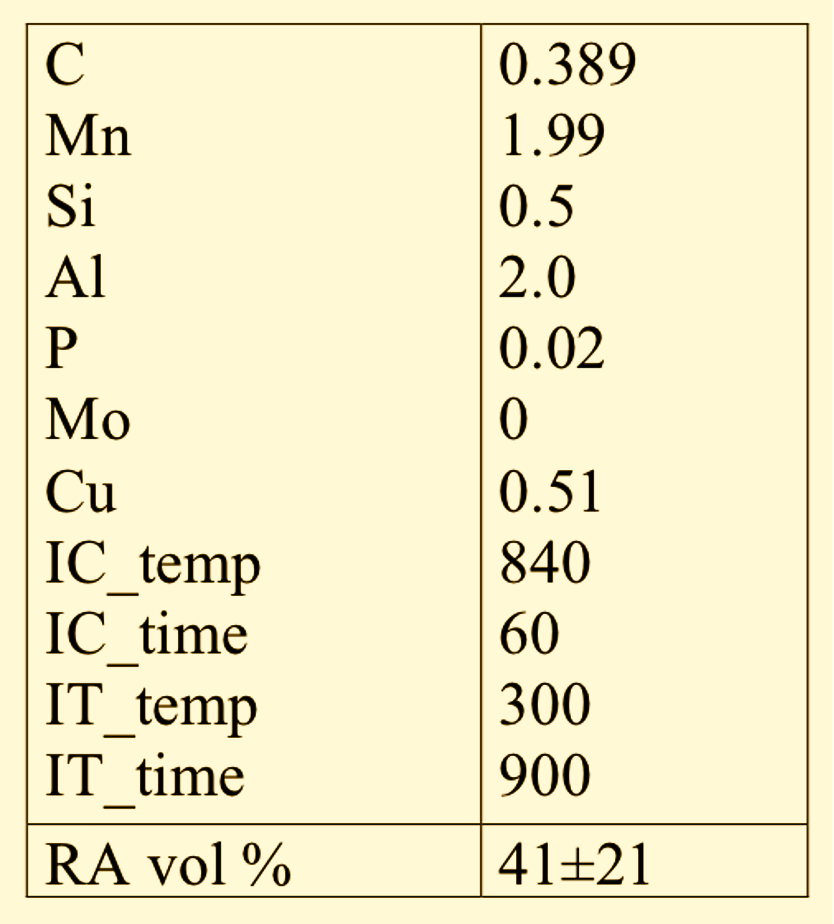 C 0.389
Mn 1.99
Si 0.5
Al 2.0
P 0.02
Mo 0
Cu 0.51
IC_temp 840
IC_time 60
IT_temp 300
IT_time 900
RA vol % 41±21